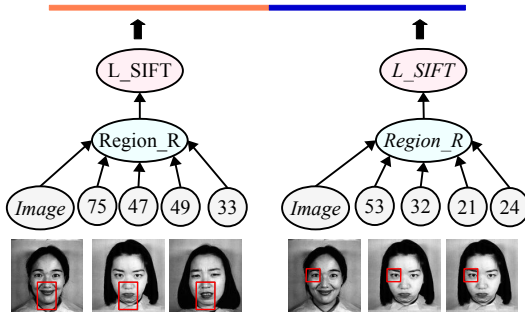 L_SIFT L_SIFT
Region_R Region_R
Image 75 47 49 33 Image 53 32 21 24